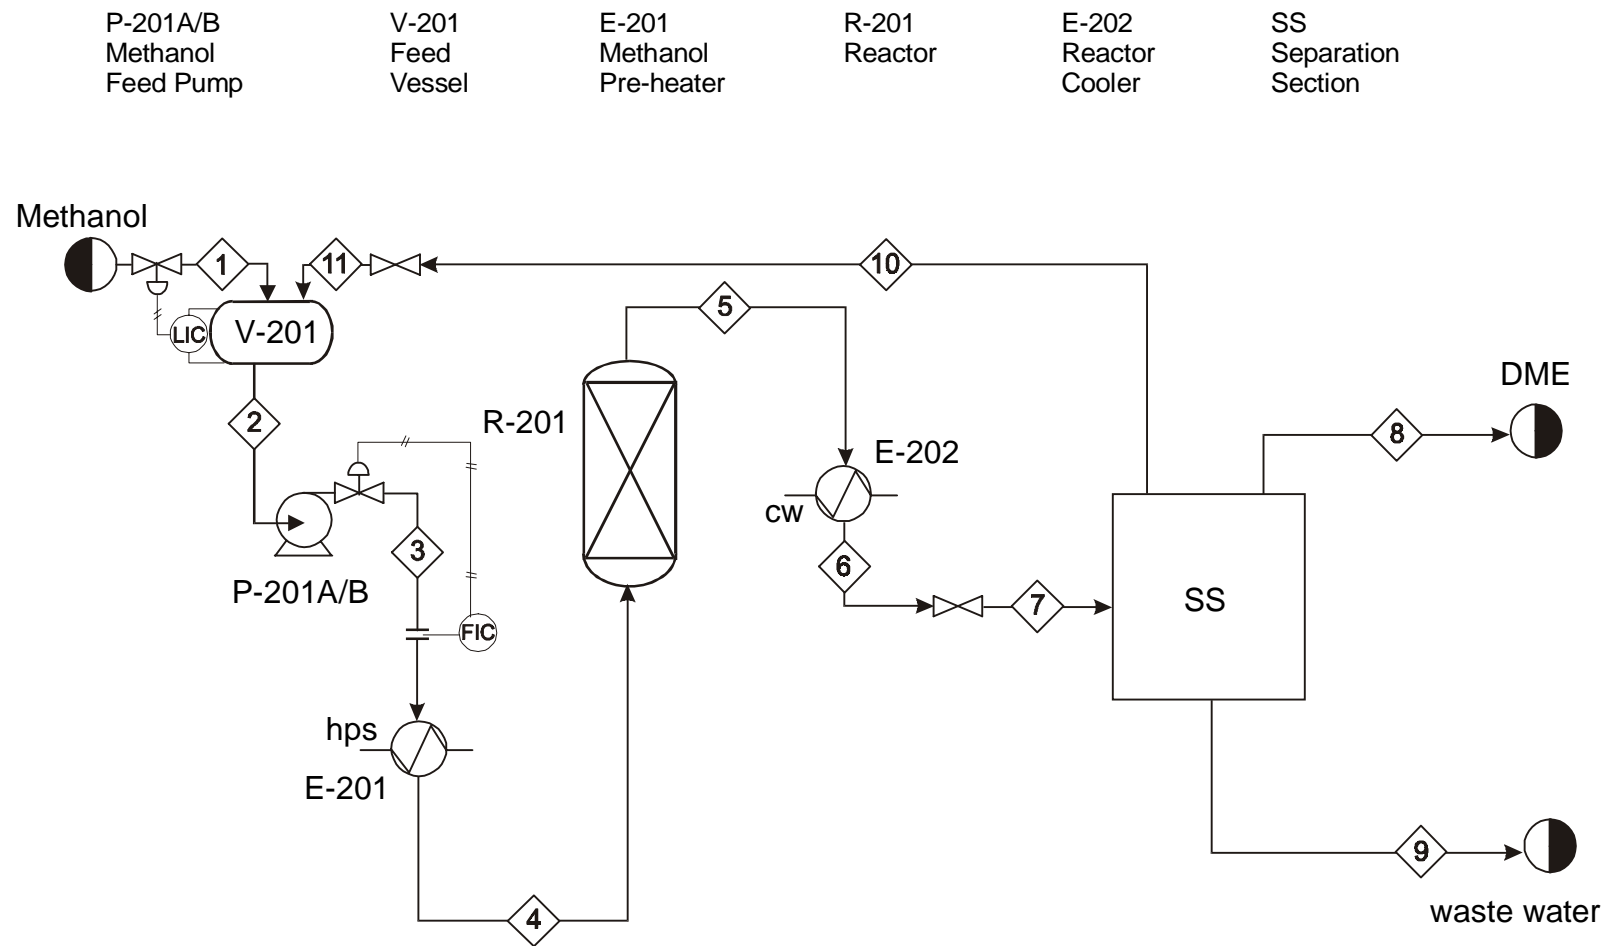 P-201A/B
Methanol
Feed Pump
V-201
Feed
Vessel
E-201
Methanol
Pre-heater
R-201
Reactor
E-202
Reactor
Cooler
SS
Separation
Section
Methanol
1
11
10
LIC
V-201
5
2
R-201
DME
8
E-202
cw
3
6
P-201A/B
7
SS
FIC
hps
E-201
9
4
waste water